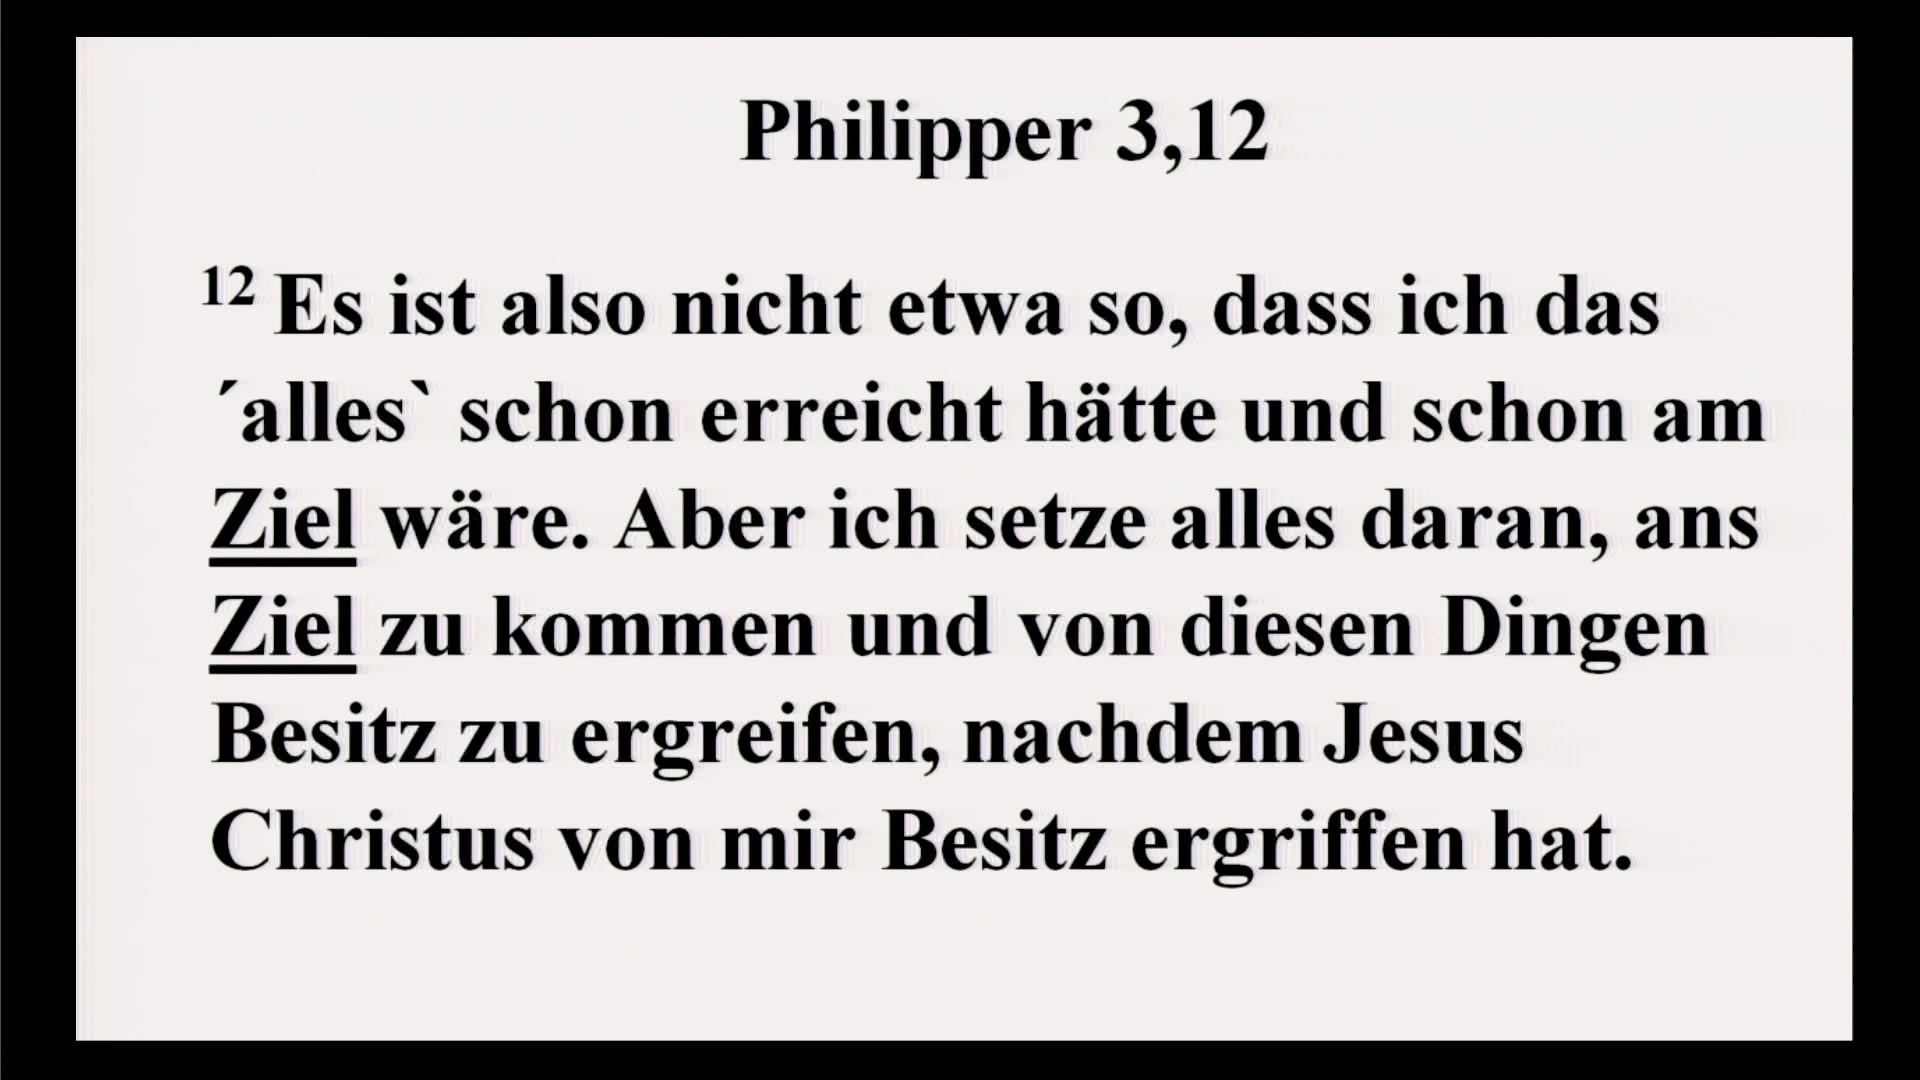 Philipper 3,12
12 Es ist also nicht etwa so, dass ich das
´alles` schon erreicht hätte und schon am
Ziel wäre. Aber ich setze alles daran, ans
Ziel zu kommen und von diesen Dingen
Besitz zu ergreifen, nachdem Jesus
Christus von mir Besitz ergriffen hat.